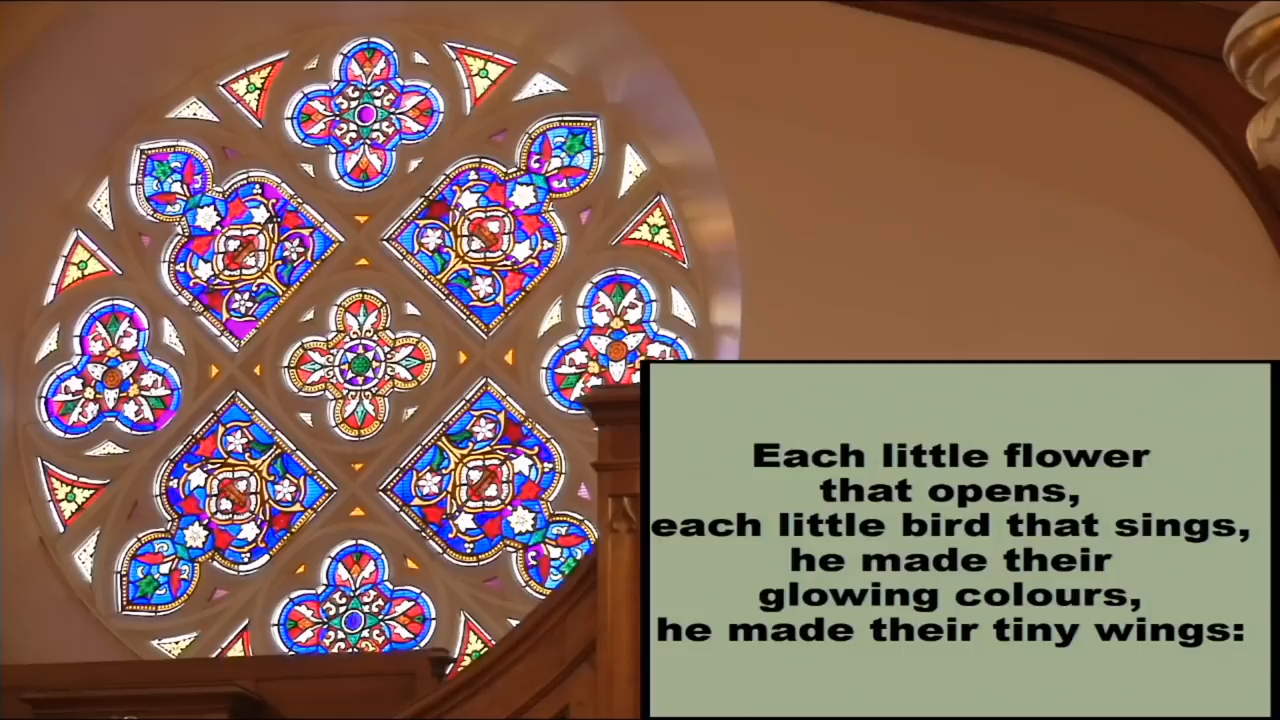 Each little flower
that opens,
each little bird that sings,
he made their
glowing colours,
he made their tiny wings: